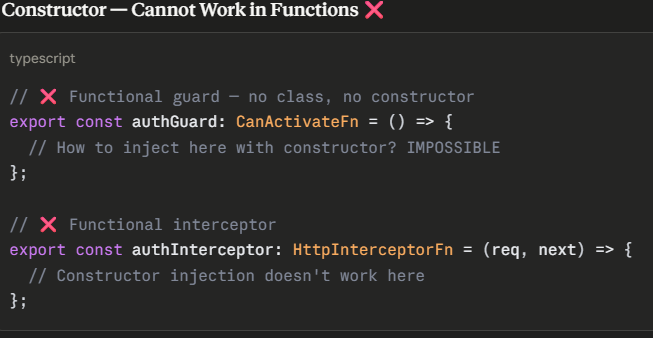 Constructor — Cannot Work in Functions ❌
typescript
// ❌ Functional guard — no class, no constructor
export const authGuard: CanActivateFn = () => {
  // How to inject here with constructor? IMPOSSIBLE
};
// ❌ Functional interceptor
export const authInterceptor: HttpInterceptorFn = (req, next) => {
  // Constructor injection doesn't work here
};